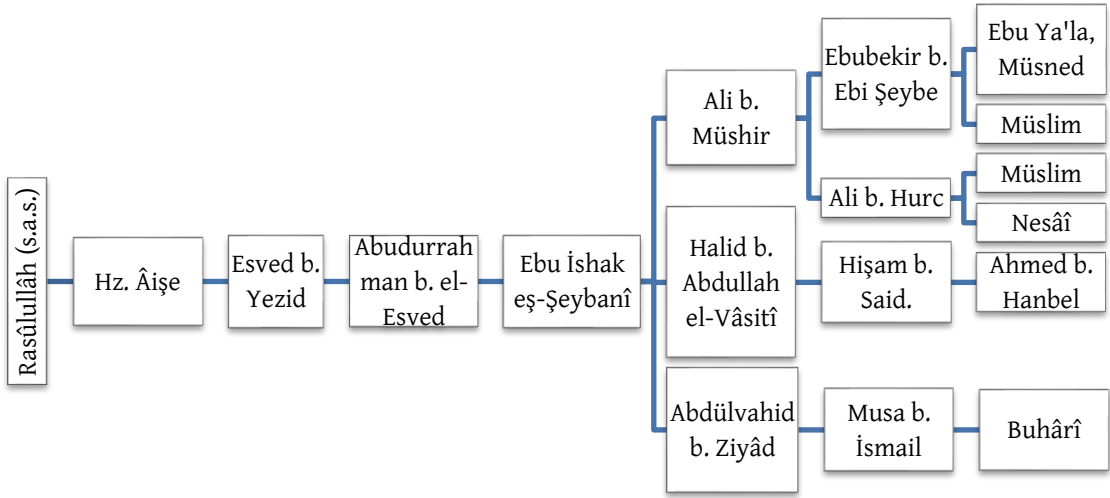 Rasûlullâh (s.a.s.)
Hz. Âişe
Esved b.
Yezid
Abudurrah
man b. el-
Esved
Ebu İshak
eş-Şeybanî
Ali b.
Müshir
Ebubekir b.
Ebi Şeybe
Ebu Ya'la,
Müsned
Müslim
Ali b. Hurc
Müslim
Nesâî
Halid b.
Abdullah
el-Vâsitî
Hişam b.
Said.
Ahmed b.
Hanbel
Abdülvahid
b. Ziyâd
Musa b.
İsmail
Buhârî